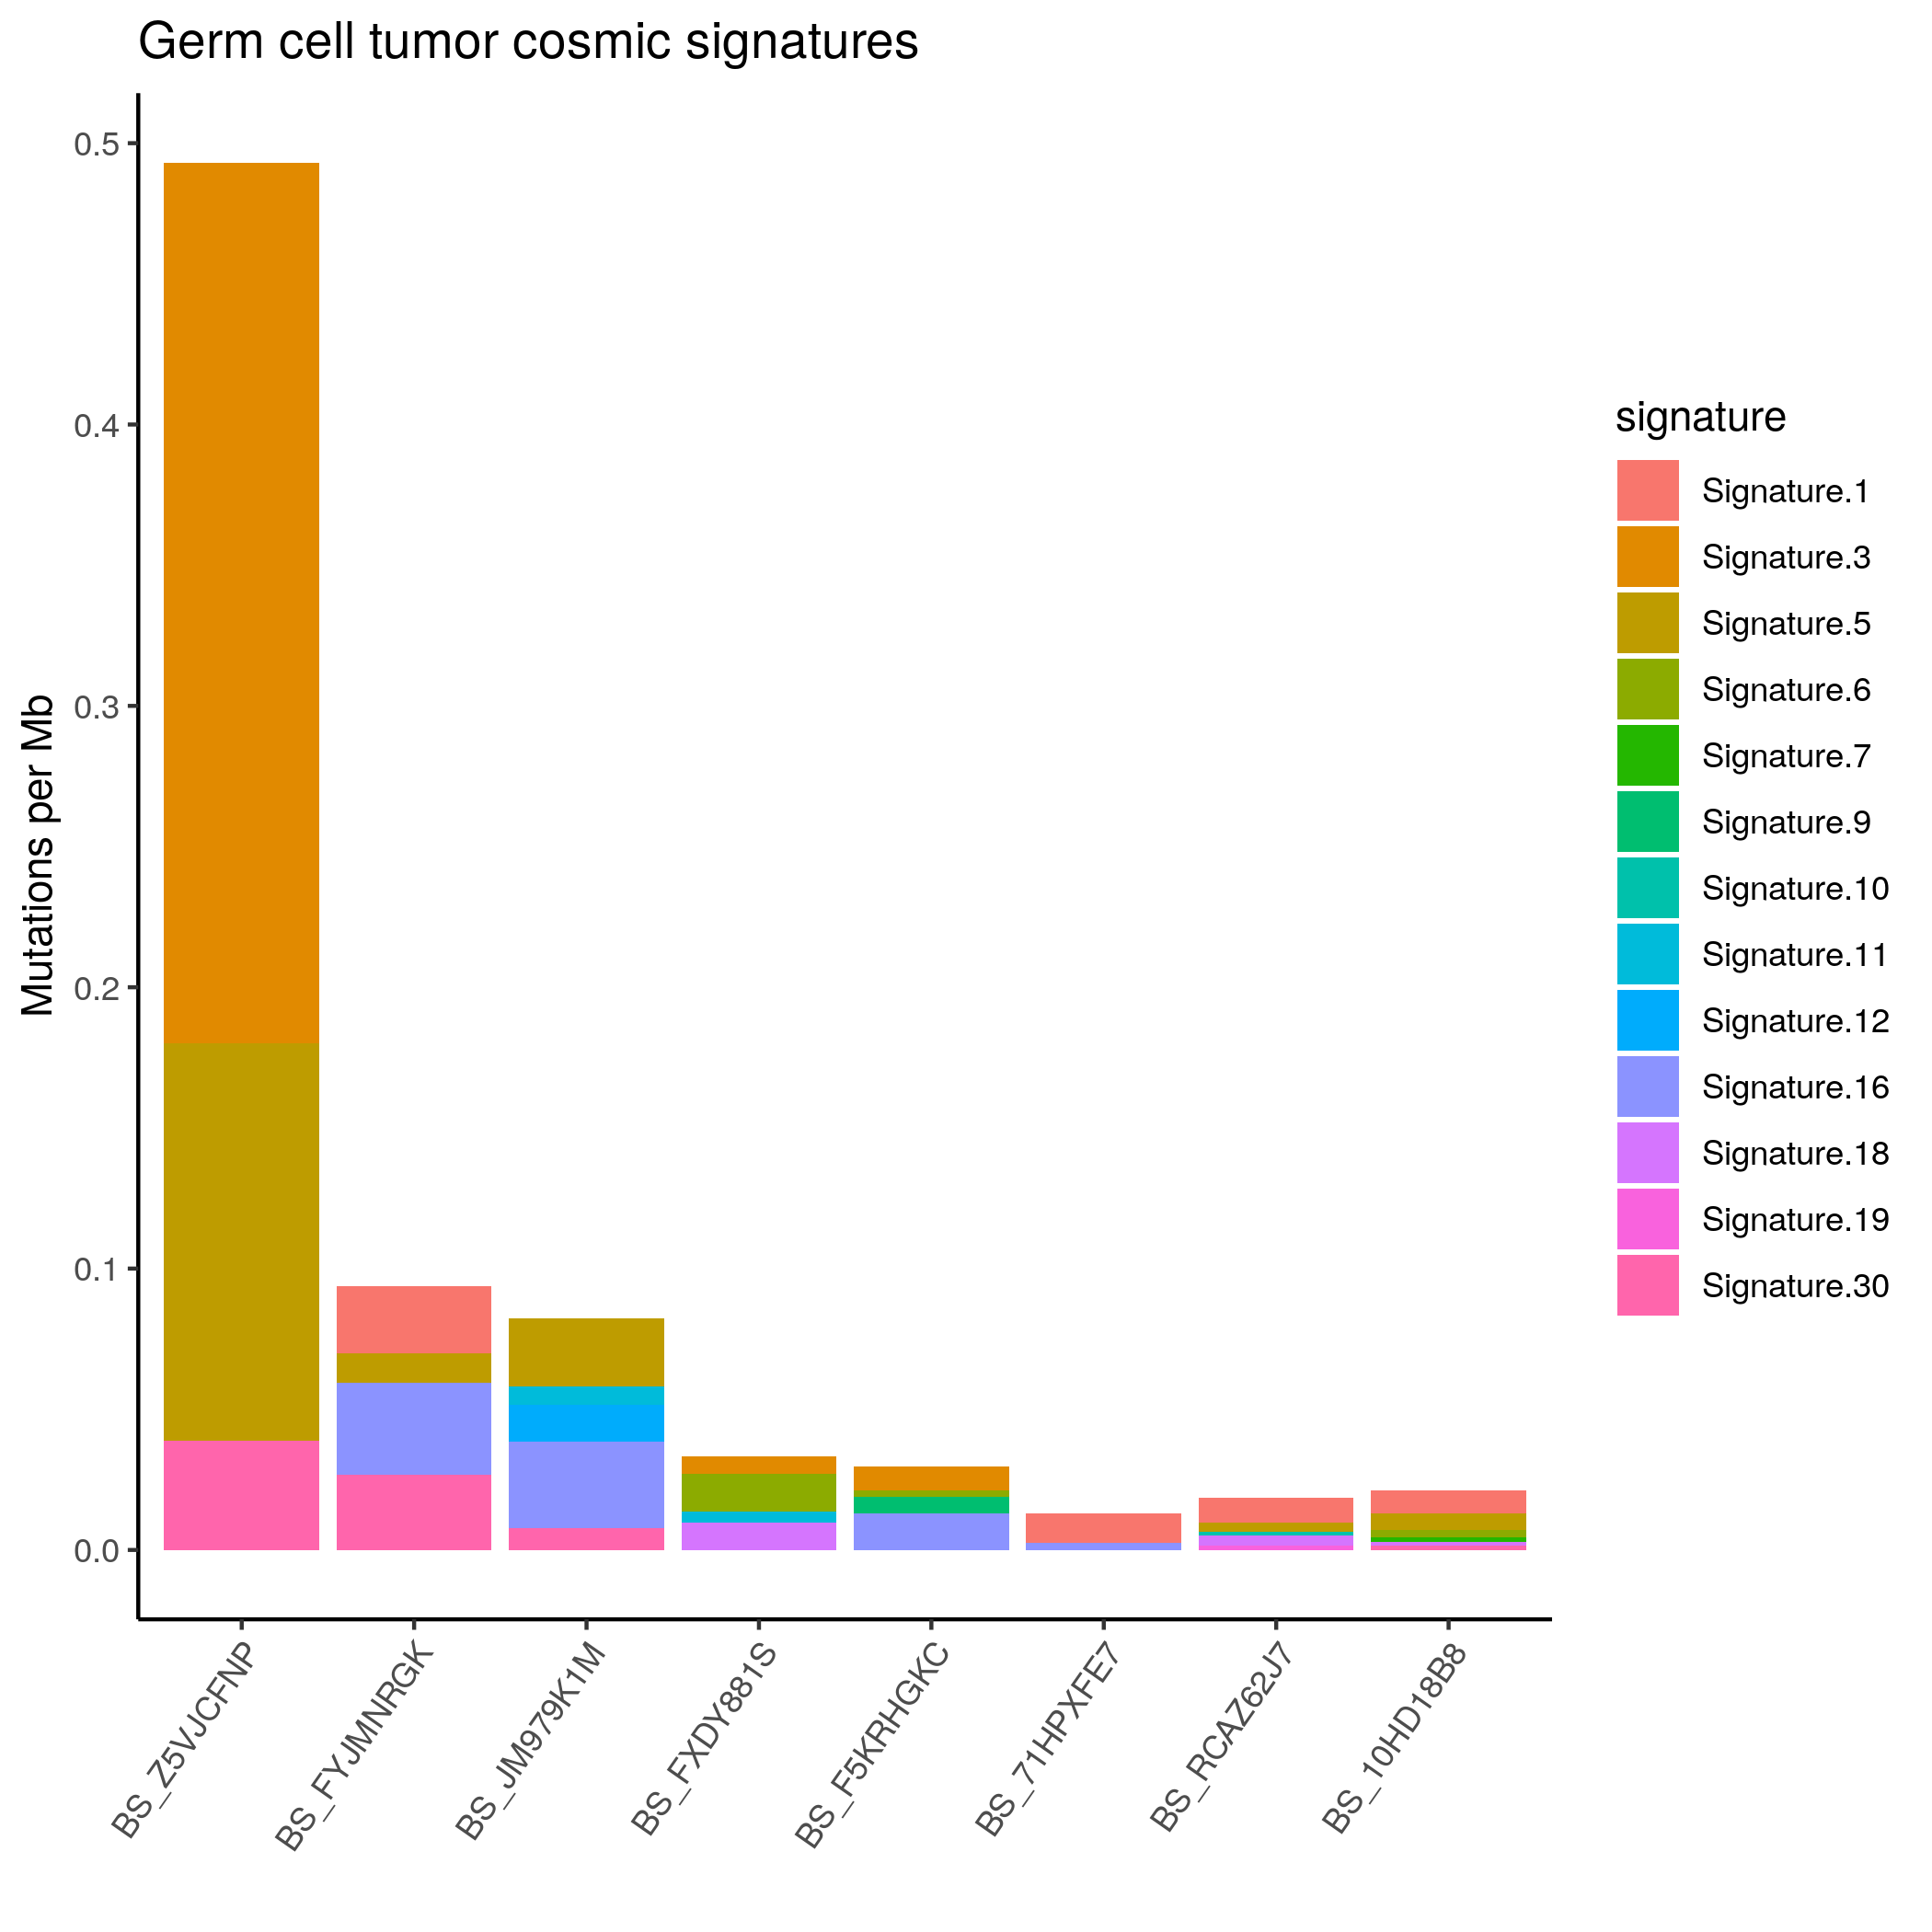 Germ cell tumor cosmic signatures
Mutations per Mb
0.5
0.4
0.3
0.2
0.1
0.0
BS_Z5VJCFNP
BS_FYJMNRGK
BS_JM979K1M
BS_FXDY881S
BS_F5KRHGKC
BS_71HPXFE7
BS_RCAZ62J7
BS_10HD18B8
signature
Signature.1
Signature.3
Signature.5
Signature.6
Signature.7
Signature.9
Signature.10
Signature.11
Signature.12
Signature.16
Signature.18
Signature.19
Signature.30